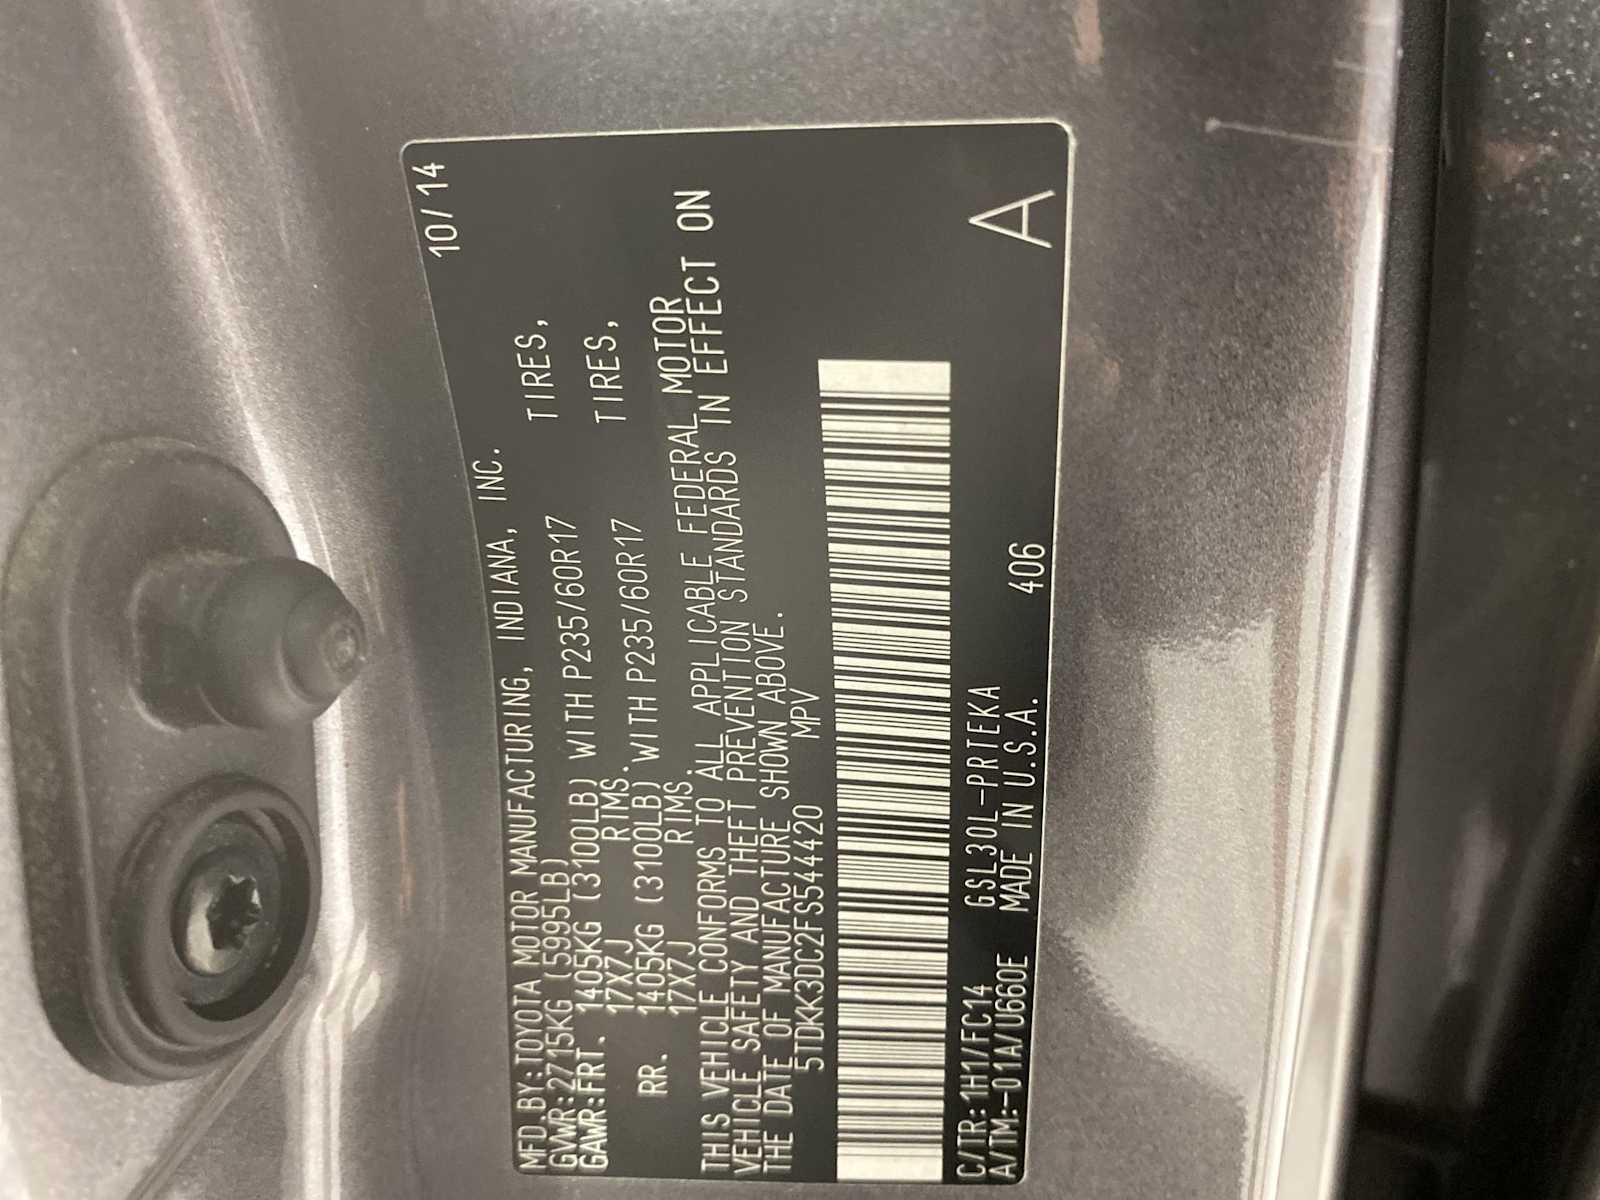 MFD.BY:TOYOTA MOTOR MANUFACTURING, INDIANA, INC. 10/14
GVWR:2715KG (5995LB)
GAWR:FRT. 1405KG (3100LB) WITH P235/60R17 TIRES,
17X7J RIMS.
RR. 1405KG (3100LB) WITH P235/60R17 TIRES,
17X7J RIMS.
THIS VEHICLE CONFORMS TO ALL APPLICABLE FEDERAL MOTOR
VEHICLE SAFETY AND THEFT PREVENTION STANDARDS IN EFFECT ON
THE DATE OF MANUFACTURE SHOWN ABOVE.
5TDKK3DC2FS544420 MPV
C/TR:1H1/FC14 GSL30L-PRTEKA
A/TM:-01A/U660E MADE IN U.S.A. 406 A